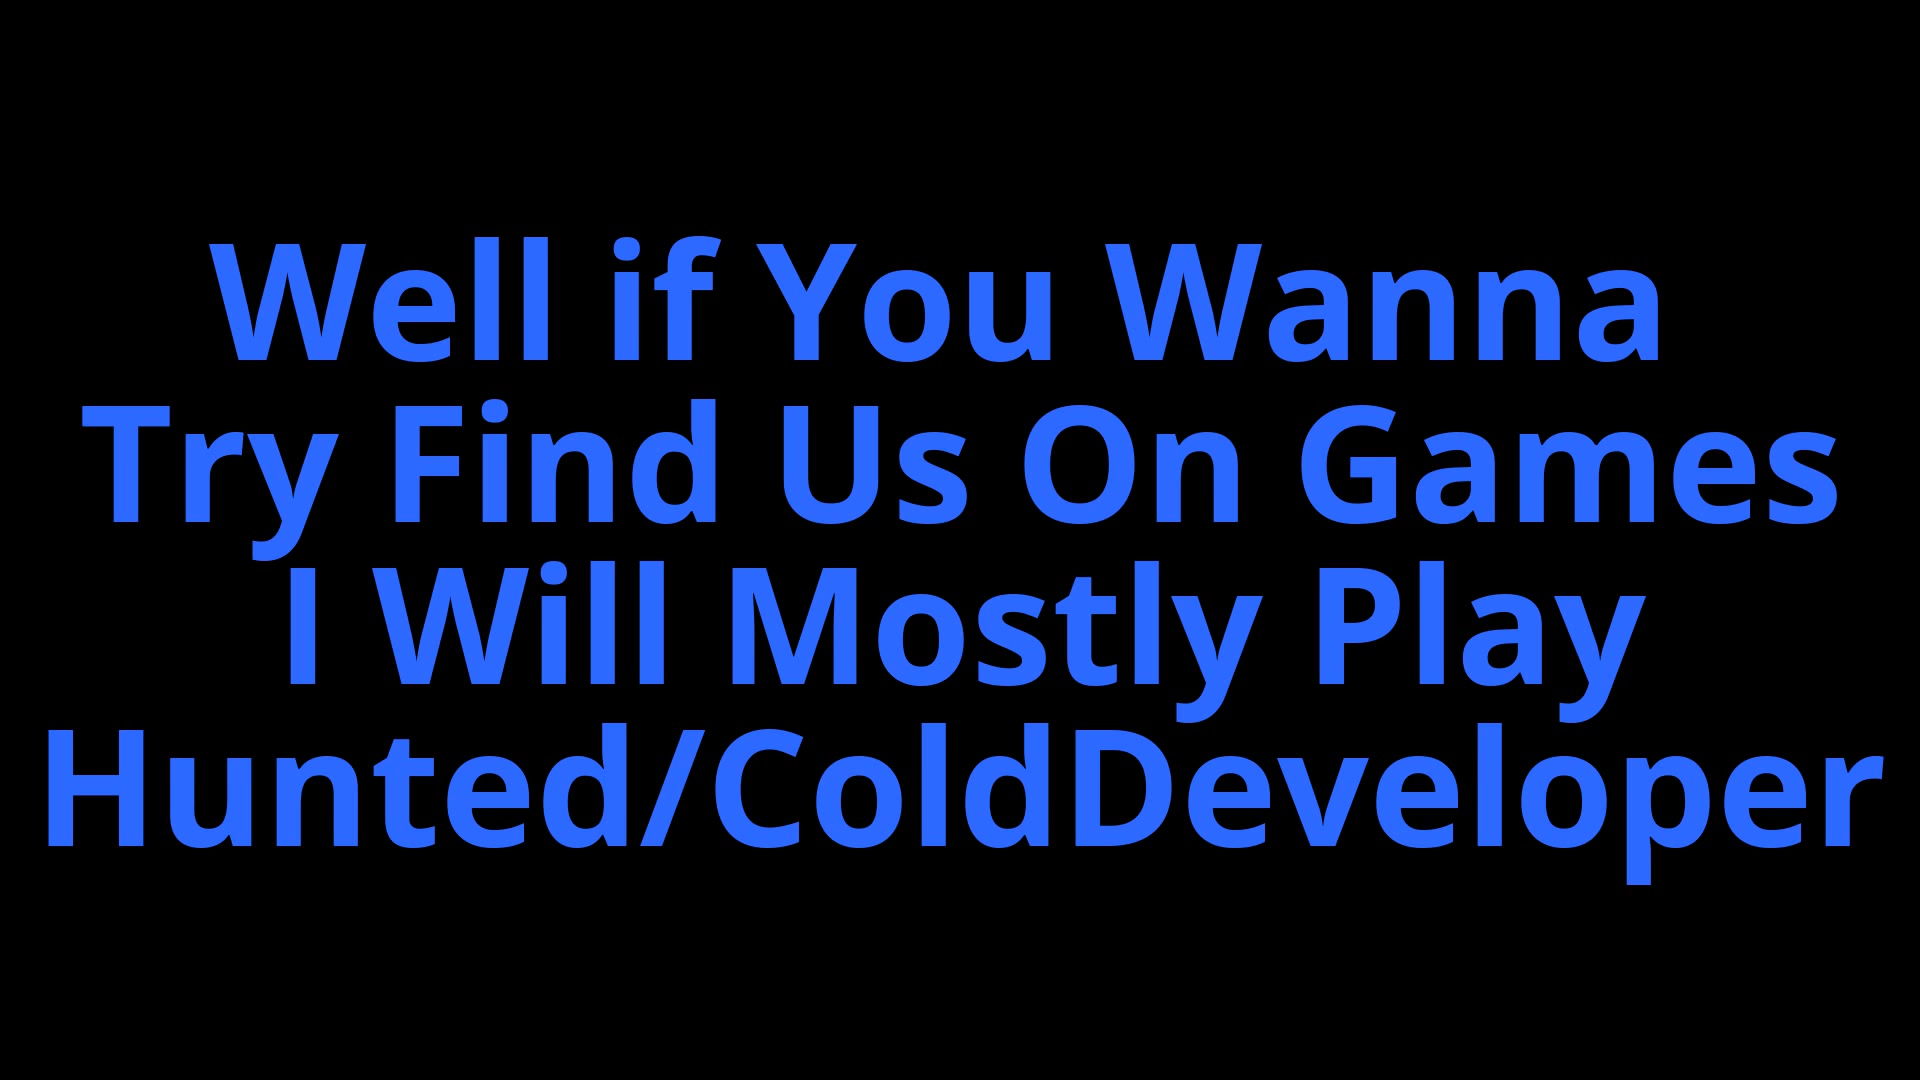 Well if You Wanna
Try Find Us On Games
I Will Mostly Play
Hunted/ColdDeveloper